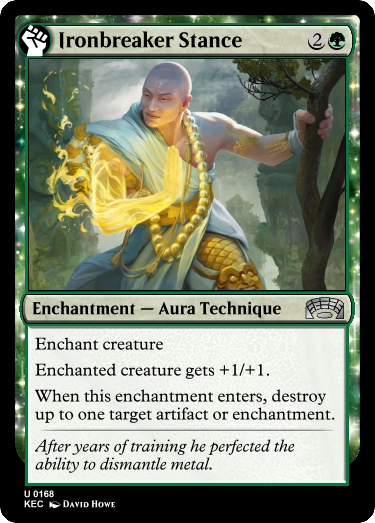 Ironbreaker Stance 2
Enchantment — Aura Technique
Enchant creature
Enchanted creature gets +1/+1.
When this enchantment enters, destroy
up to one target artifact or enchantment.
After years of training he perfected the
ability to dismantle metal.
U 0168
KEC David Howe